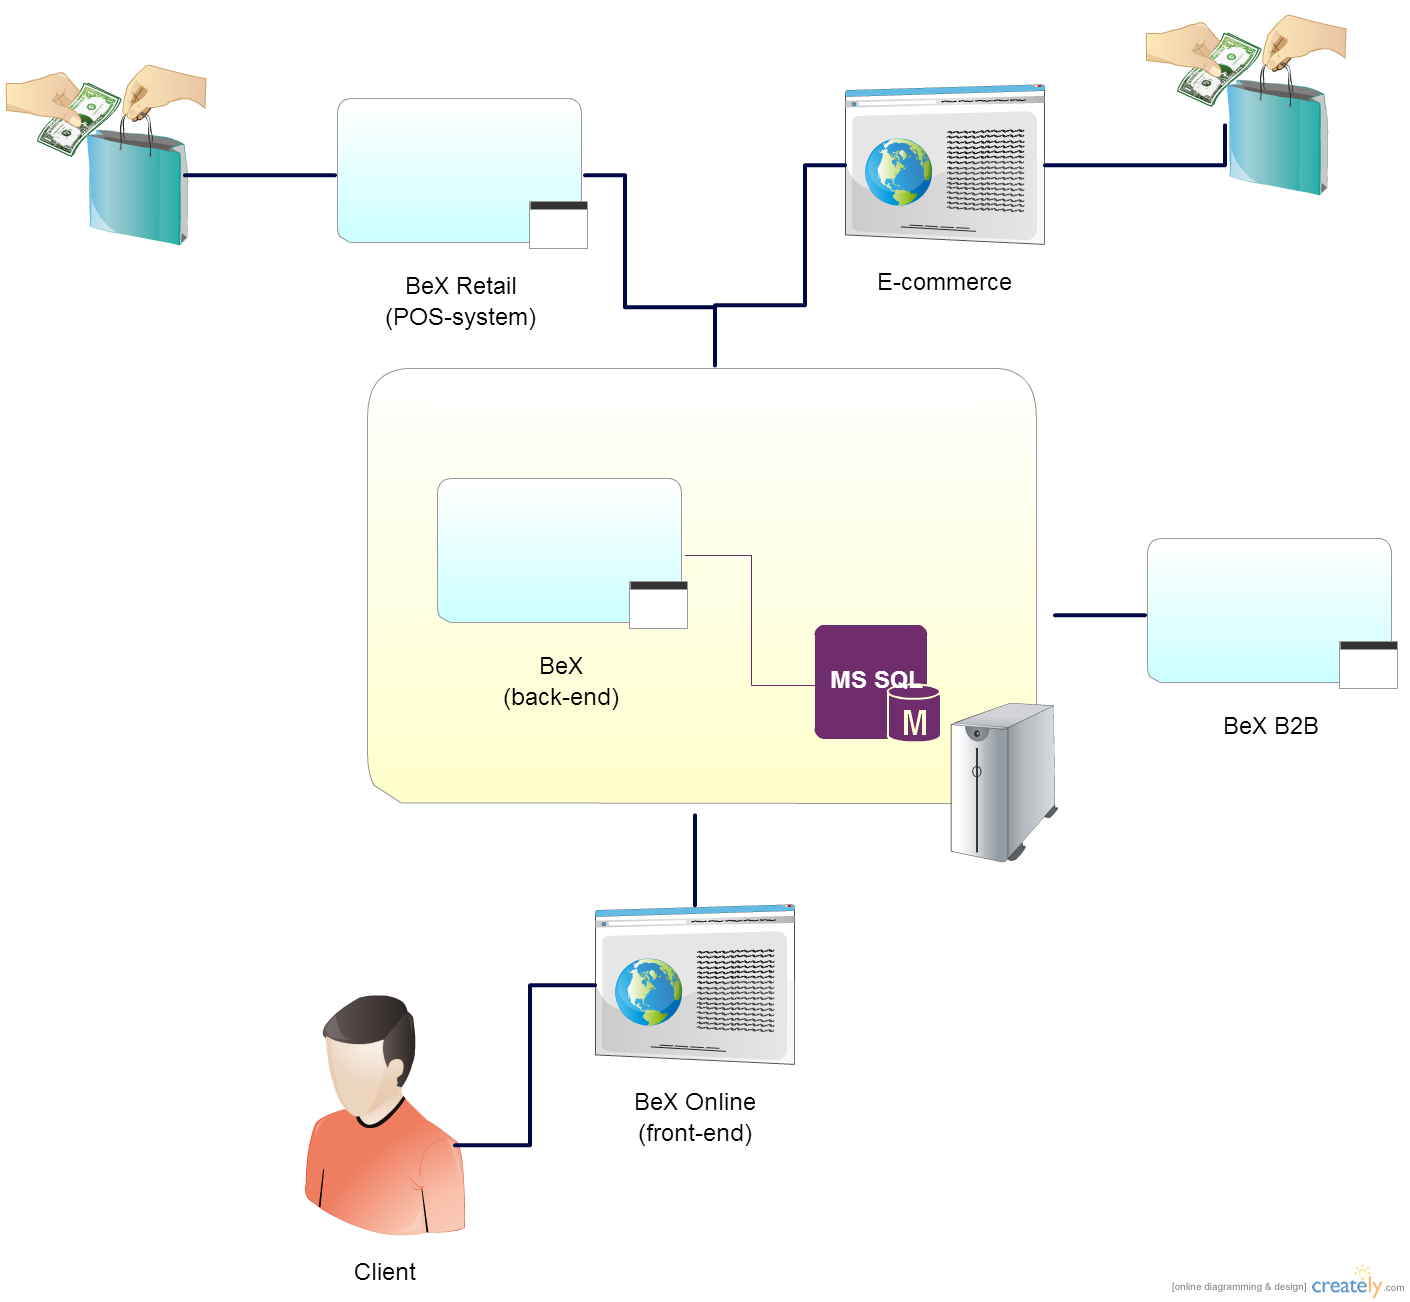 BeX Retail
(POS-system)
E-commerce
BeX
(back-end)
MS SQL
M
BeX B2B
BeX Online
(front-end)
Client
[online diagramming & design] creately.com